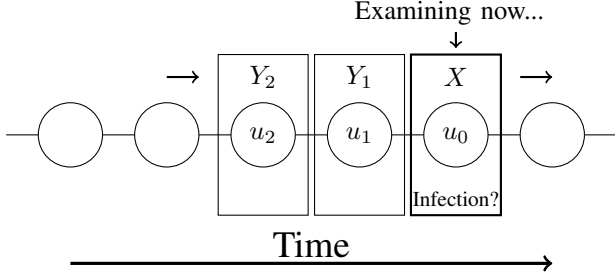 Examining now...
Y₂ Y₁ X
u₂ u₁ u₀
Infection?
Time